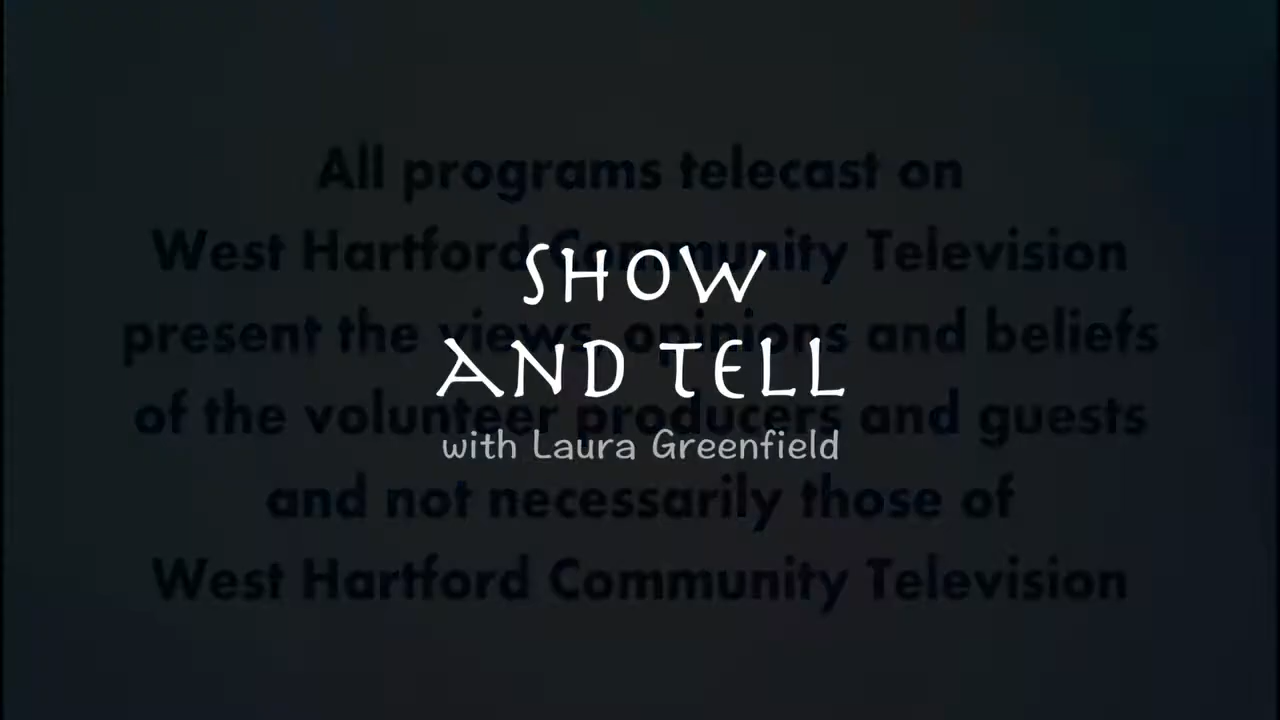 All programs telecast on
West Hartford Community Television
present the views, opinions and beliefs
of the volunteer producers and guests
and not necessarily those of
West Hartford Community Television
SHOW
AND TELL
with Laura Greenfield